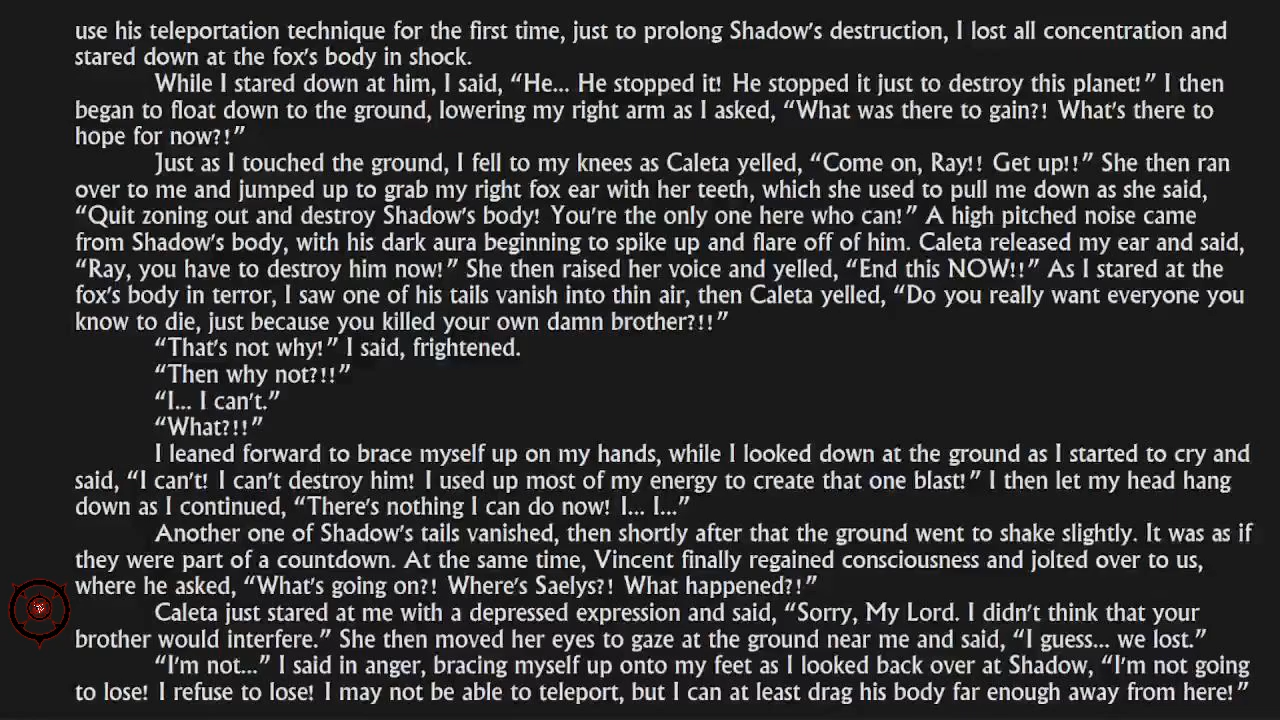 use his teleportation technique for the first time, just to prolong Shadow's destruction, I lost all concentration and
stared down at the fox's body in shock.
While I stared down at him, I said, “He... He stopped it! He stopped it just to destroy this planet!” I then
began to float down to the ground, lowering my right arm as I asked, “What was there to gain?! What's there to
hope for now?!”
Just as I touched the ground, I fell to my knees as Caleta yelled, “Come on, Ray!! Get up!!” She then ran
over to me and jumped up to grab my right fox ear with her teeth, which she used to pull me down as she said,
“Quit zoning out and destroy Shadow's body! You're the only one here who can!” A high pitched noise came
from Shadow's body, with his dark aura beginning to spike up and flare off of him. Caleta released my ear and said,
“Ray, you have to destroy him now!” She then raised her voice and yelled, “End this NOW!!” As I stared at the
fox's body in terror, I saw one of his tails vanish into thin air, then Caleta yelled, “Do you really want everyone you
know to die, just because you killed your own damn brother?!!”
“That's not why!” I said, frightened.
“Then why not?!!”
“I... I can't.”
“What?!!”
I leaned forward to brace myself up on my hands, while I looked down at the ground as I started to cry and
said, “I can't! I can't destroy him! I used up most of my energy to create that one blast!” I then let my head hang
down as I continued, “There's nothing I can do now! I... I...”
Another one of Shadow's tails vanished, then shortly after that the ground went to shake slightly. It was as if
they were part of a countdown. At the same time, Vincent finally regained consciousness and jolted over to us,
where he asked, “What's going on?! Where's Saelys?! What happened?!”
Caleta just stared at me with a depressed expression and said, “Sorry, My Lord. I didn't think that your
brother would interfere.” She then moved her eyes to gaze at the ground near me and said, “I guess... we lost.”
“I'm not...” I said in anger, bracing myself up onto my feet as I looked back over at Shadow, “I'm not going
to lose! I refuse to lose! I may not be able to teleport, but I can at least drag his body far enough away from here!”